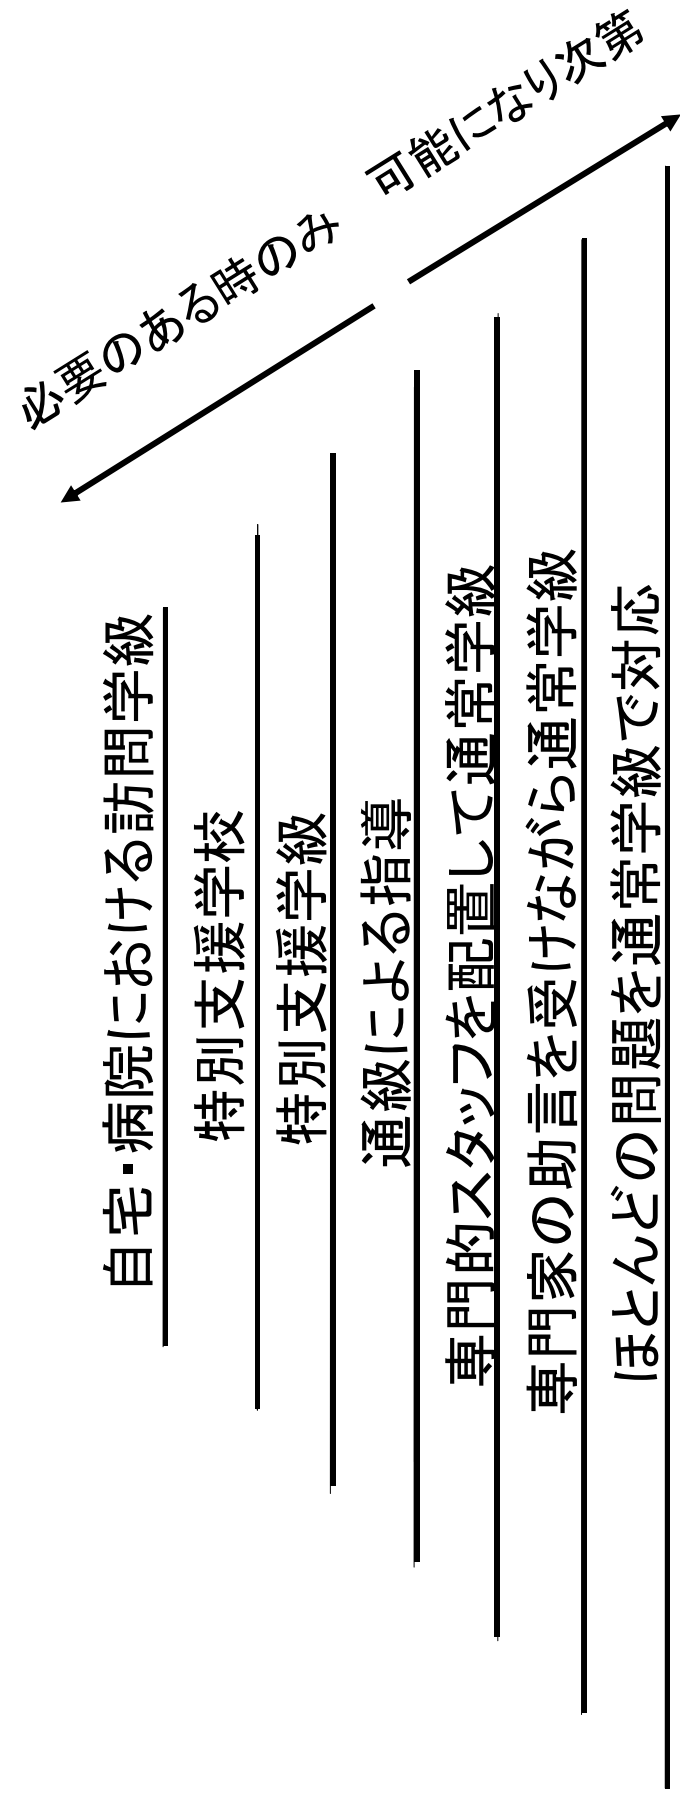 必要のある時のみ
可能になり次第
自宅・病院における訪問学級
特別支援学校
特別支援学級
通級による指導
専門的スタッフを配置して通常学級
専門家の助言を受けながら通常学級
ほとんどの問題を通常学級で対応